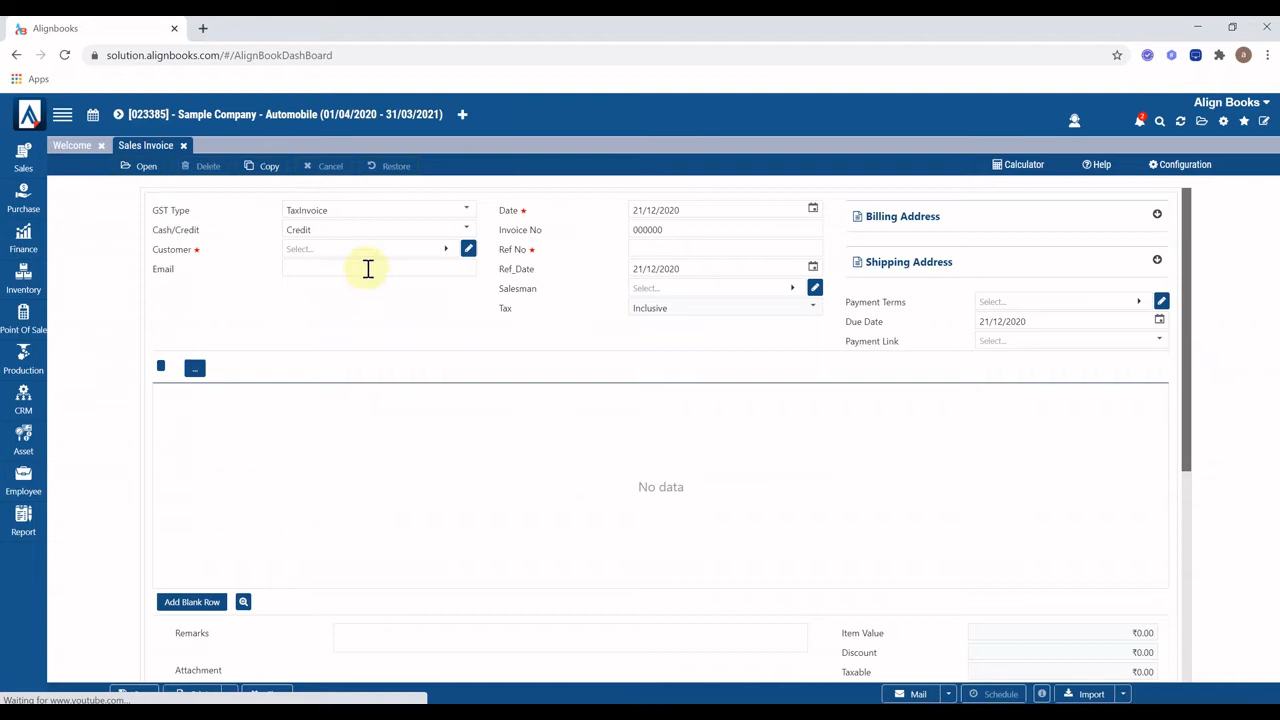 Alignbooks
solution.alignbooks.com/#/AlignBookDashBoard
Apps
[023385] - Sample Company - Automobile (01/04/2020 - 31/03/2021)
Align Books
2
Welcome
Sales Invoice
Open
Delete
Copy
Cancel
Restore
Calculator
Help
Configuration
Sales
Purchase
Finance
Inventory
Point Of Sale
Production
CRM
Asset
Employee
Report
GST Type
TaxInvoice
Cash/Credit
Credit
Customer *
Select...
Email
Date *
21/12/2020
Invoice No
000000
Ref No *
Ref_Date
21/12/2020
Salesman
Select...
Tax
Inclusive
Billing Address
Shipping Address
Payment Terms
Select...
Due Date
21/12/2020
Payment Link
Select...
...
No data
Add Blank Row
Remarks
Attachment
Item Value
₹0.00
Discount
₹0.00
Taxable
₹0.00
Waiting for www.youtube.com...
Mail
Schedule
Import